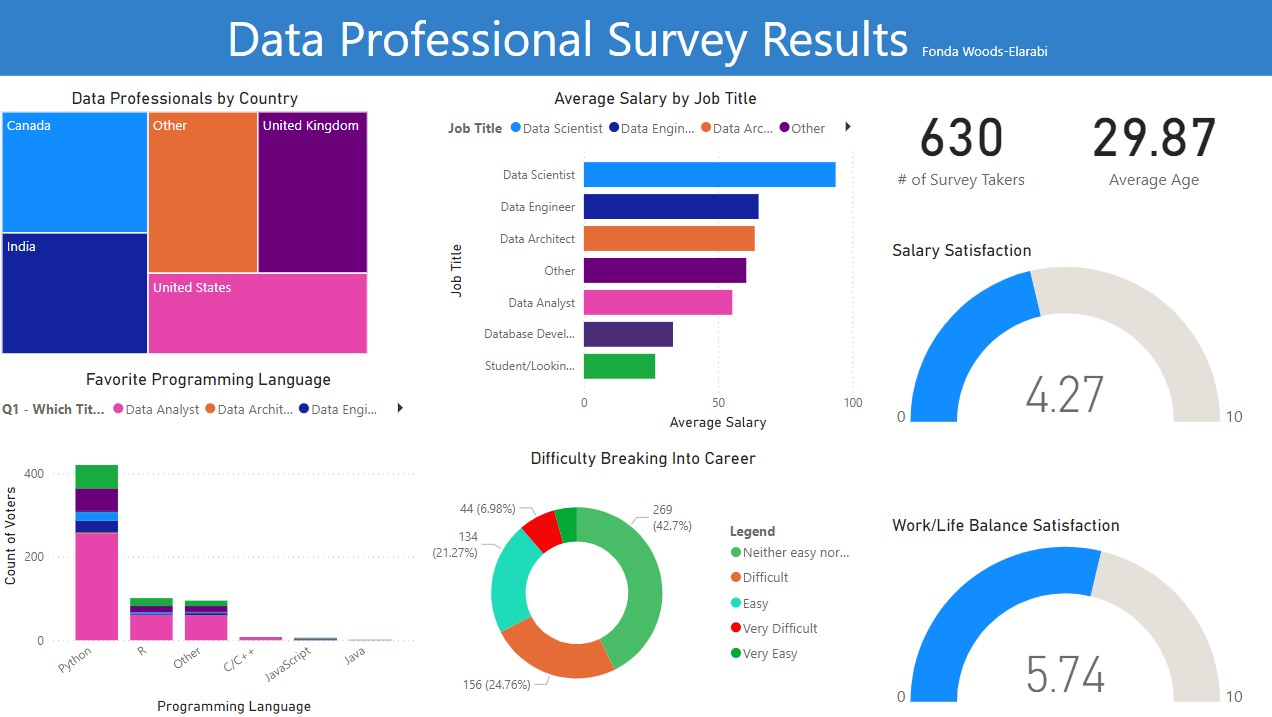 Data Professional Survey Results Fonda Woods-Elarabi
Data Professionals by Country
Canada
Other
United Kingdom
India
United States
Average Salary by Job Title
Job Title Data Scientist Data Engin... Data Arc... Other
Job Title
Data Scientist
Data Engineer
Data Architect
Other
Data Analyst
Database Devel...
Student/Lookin...
0 50 100
Average Salary
630
# of Survey Takers
29.87
Average Age
Salary Satisfaction
4.27
0 10
Favorite Programming Language
Q1 - Which Tit... Data Analyst Data Archit... Data Engi...
Count of Voters
400
200
0
Python R Other C/C++ JavaScript Java
Programming Language
Difficulty Breaking Into Career
44 (6.98%)
134
(21.27%)
269
(42.7%)
156 (24.76%)
Legend
Neither easy nor...
Difficult
Easy
Very Difficult
Very Easy
Work/Life Balance Satisfaction
5.74
0 10